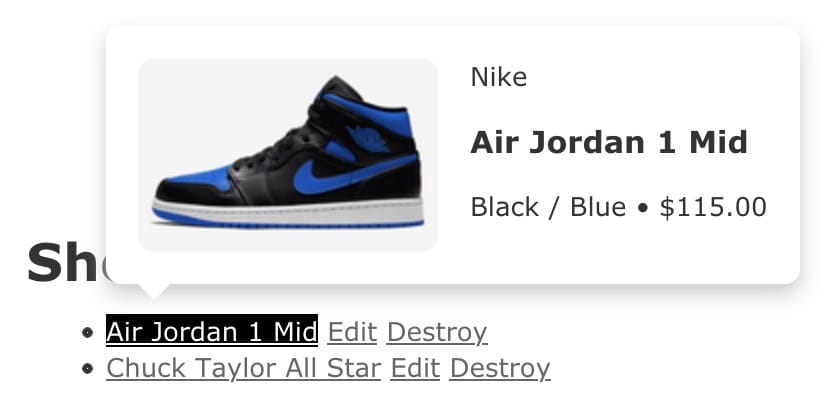 Nike
Air Jordan 1 Mid
Black / Blue • $115.00
Sh
Air Jordan 1 Mid Edit Destroy
Chuck Taylor All Star Edit Destroy